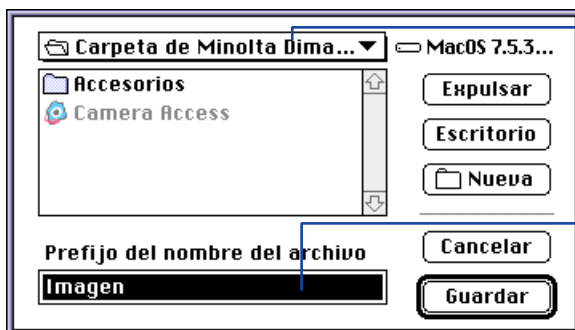 Carpeta de Minolta Dima...
MacOS 7.5.3...
Accesorios
Camera Access
Expulsar
Escritorio
Nueva
Prefijo del nombre del archivo
Imagen
Cancelar
Guardar